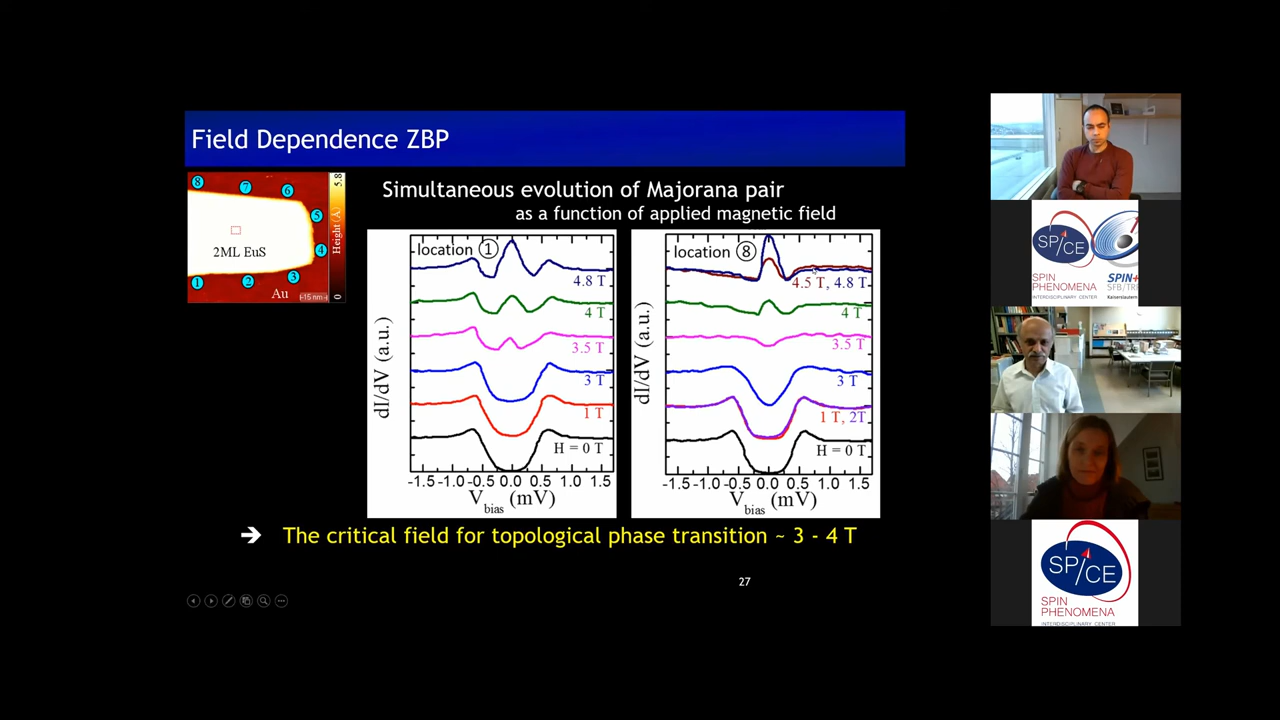 Field Dependence ZBP
8
7
6
5
4
3
2
1
2ML EuS
Au
15 nm
5.8
Height (Å)
0
Simultaneous evolution of Majorana pair
as a function of applied magnetic field
location 1
4.8 T
4 T
3.5 T
3 T
1 T
H = 0 T
dI/dV (a.u.)
-1.5 -1.0 -0.5 0.0 0.5 1.0 1.5
Vbias (mV)
location 8
4.5 T, 4.8 T
4 T
3.5 T
3 T
1 T, 2T
H = 0 T
dI/dV (a.u.)
-1.5 -1.0 -0.5 0.0 0.5 1.0 1.5
Vbias (mV)
➔ The critical field for topological phase transition ~ 3 - 4 T
27
SPICE
SPIN PHENOMENA
INTERDISCIPLINARY CENTER
SPIN+
SFB/TRR
Kaiserslautern
SPICE
SPIN
PHENOMENA
INTERDISCIPLINARY CENTER